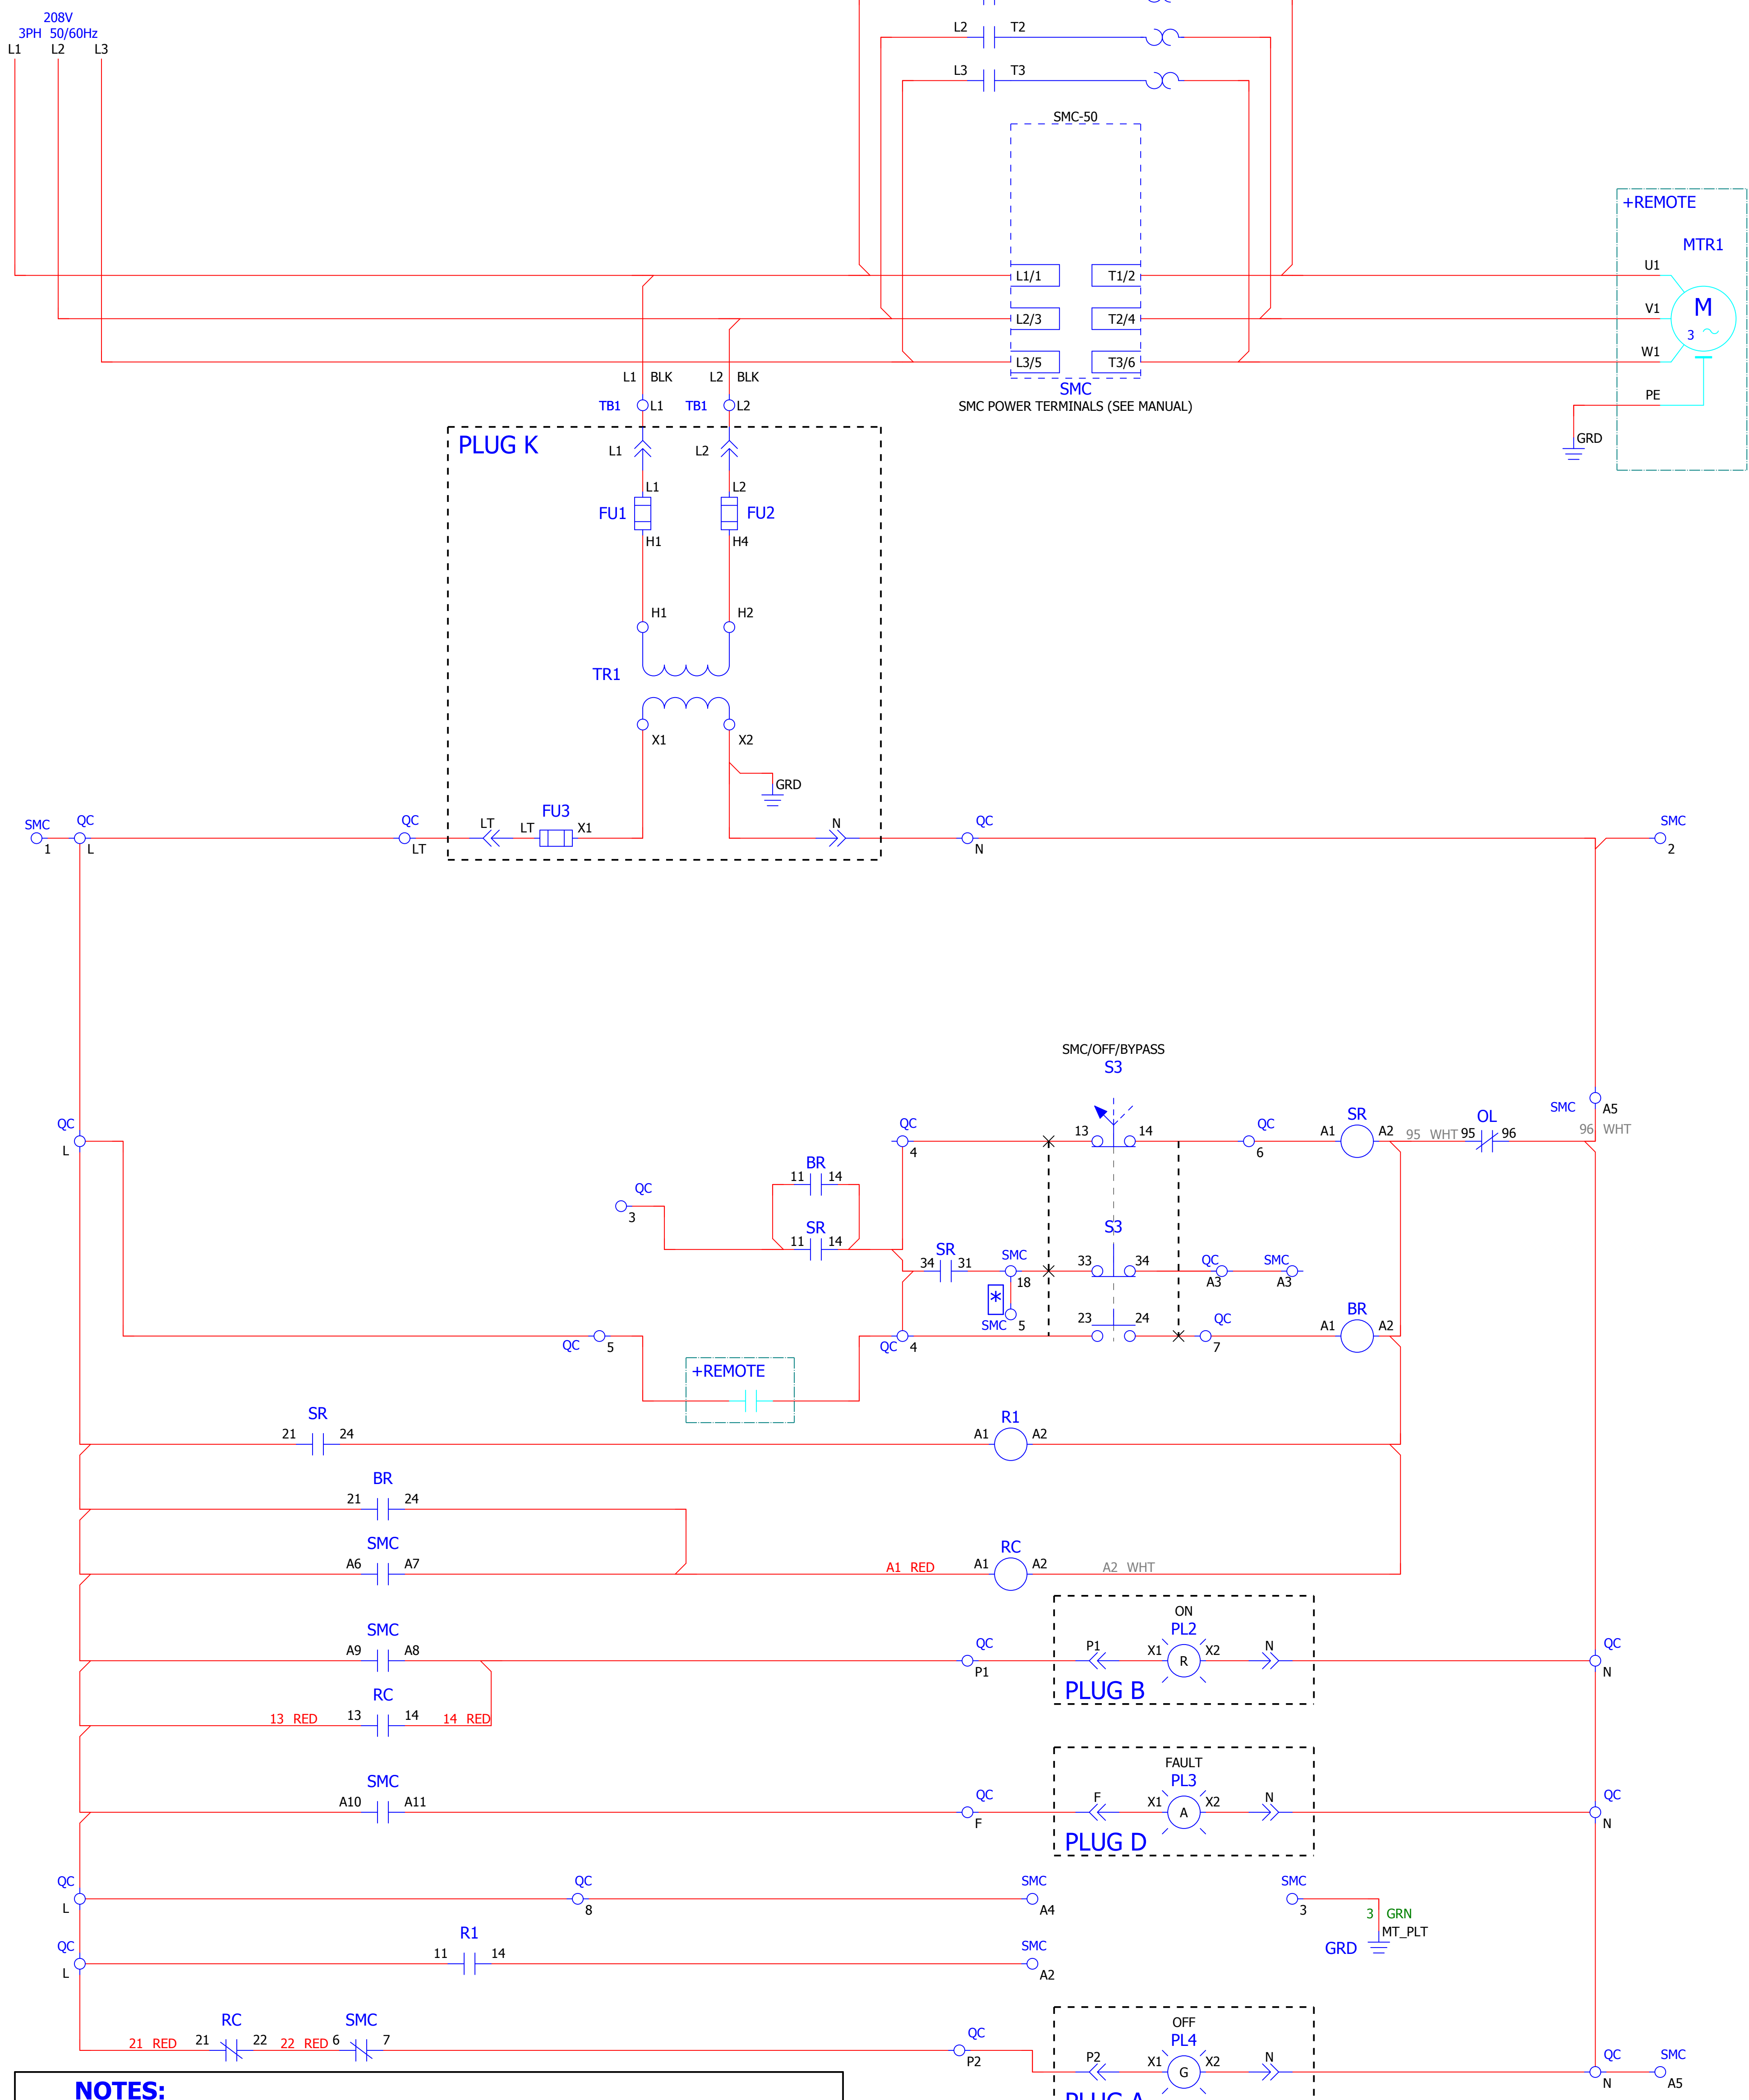 208V
3PH 50/60Hz
L1 L2 L3
L2 T2
L3 T3
SMC-50
+REMOTE
MTR1
L1/1 T1/2 U1
L2/3 T2/4 V1
M
3
L3/5 T3/6 W1
L1 BLK L2 BLK
SMC
PE
TB1 L1 TB1 L2
SMC POWER TERMINALS (SEE MANUAL)
GRD
PLUG K
L1 L2
L1 L2
FU1 FU2
H1 H4
H1 H2
TR1
X1 X2
GRD
FU3
SMC QC QC LT LT X1 N QC SMC
1 L LT N 2
SMC/OFF/BYPASS
S3
SMC A5
QC QC 13 14 QC SR OL
A1 A2 95 WHT 95 96 96 WHT
L 4 6
BR
11 14
QC
3
SR S3
11 14
SR SMC 33 34 QC SMC
34 31
18 A3 A3
*
SMC 5 23 24 QC BR
A1 A2
QC 5 QC 4 7
+REMOTE
SR R1
21 24 A1 A2
BR
21 24
SMC RC
A6 A7 A1 RED A1 A2 A2 WHT
ON
SMC QC PL2 QC
A9 A8 P1 X1 R X2 N
P1 N
PLUG B
RC
13 RED 13 14 14 RED
FAULT
SMC QC PL3 QC
A10 A11 F X1 A X2 N
F N
PLUG D
QC QC SMC SMC
L 8 A4 3
3 GRN
MT_PLT
GRD
QC R1 SMC
11 14
L A2
OFF
RC SMC QC PL4 QC SMC
21 RED 21 22 22 RED 6 7
P2 P2 X1 G X2 N
N A5
PLUG A
NOTES: